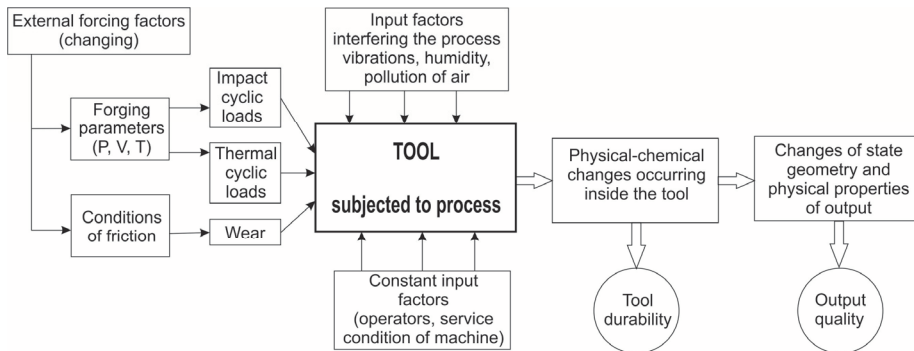 External forcing factors
(changing)
Input factors
interfering the process
vibrations, humidity,
pollution of air
Impact
cyclic
loads
Forging
parameters
(P, V, T)
Thermal
cyclic
loads
Conditions
of friction
Wear
TOOL
subjected to process
Constant input
factors
(operators, service
condition of machine)
Physical-chemical
changes occurring
inside the tool
Changes of state
geometry and
physical properties
of output
Tool
durability
Output
quality